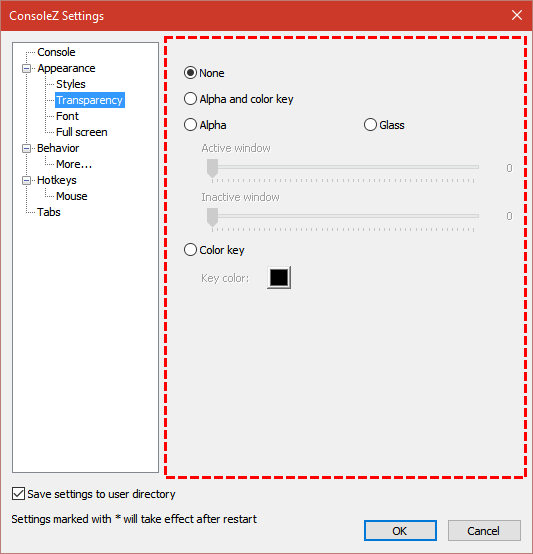 ConsoleZ Settings
Console
Appearance
Styles
Transparency
Font
Full screen
Behavior
More...
Hotkeys
Mouse
Tabs
None
Alpha and color key
Alpha
Glass
Active window
0
Inactive window
0
Color key
Key color:
Save settings to user directory
Settings marked with * will take effect after restart
OK
Cancel